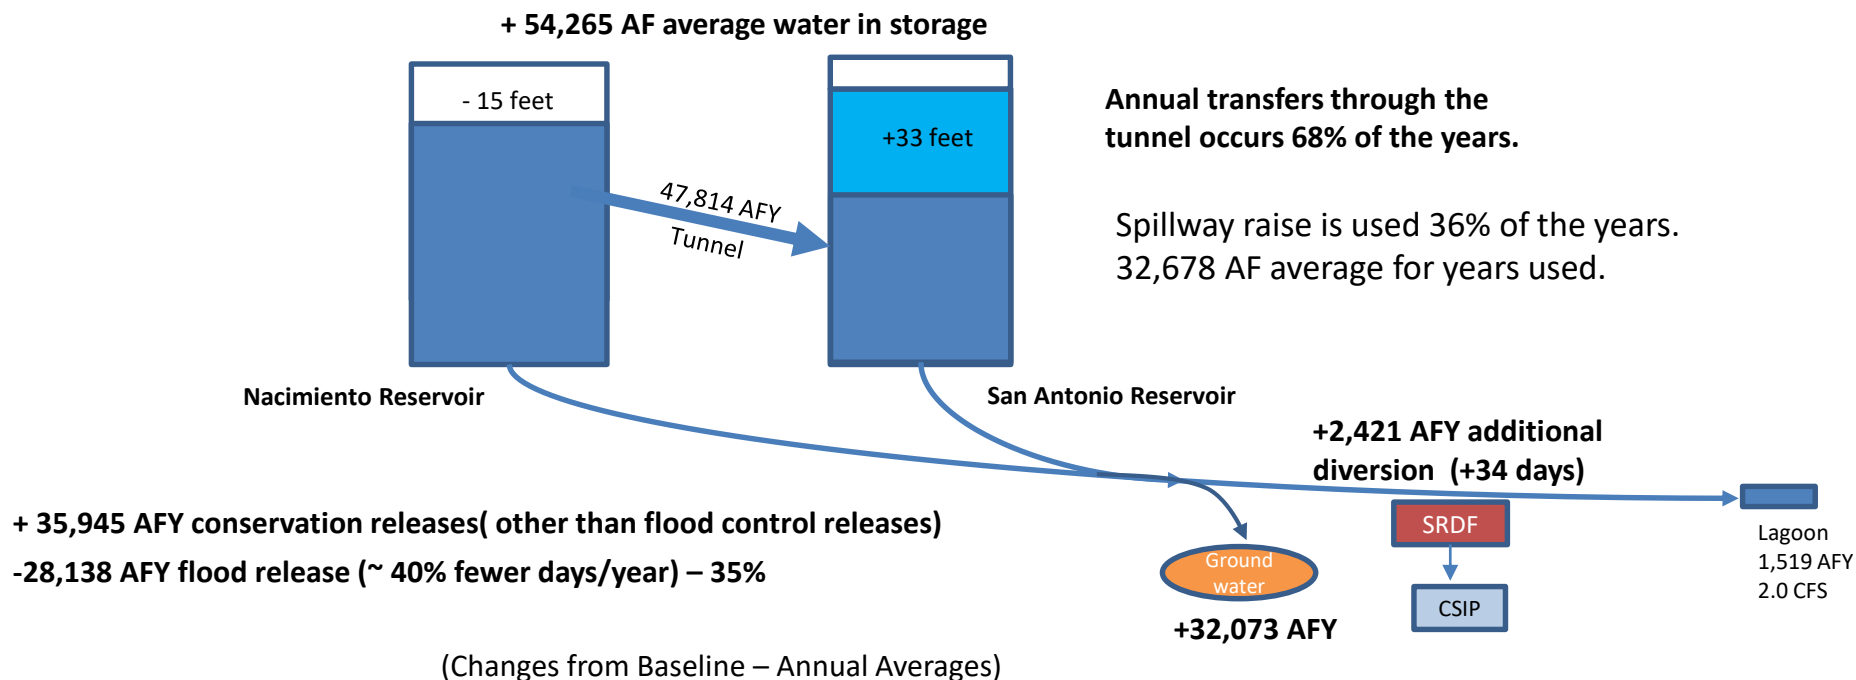 + 54,265 AF average water in storage
- 15 feet
+33 feet
47,814 AFY
Tunnel
Annual transfers through the
tunnel occurs 68% of the years.
Spillway raise is used 36% of the years.
32,678 AF average for years used.
Nacimiento Reservoir
San Antonio Reservoir
+2,421 AFY additional
diversion (+34 days)
+ 35,945 AFY conservation releases( other than flood control releases)
-28,138 AFY flood release (~ 40% fewer days/year) – 35%
SRDF
CSIP
Ground
water
+32,073 AFY
Lagoon
1,519 AFY
2.0 CFS
(Changes from Baseline – Annual Averages)